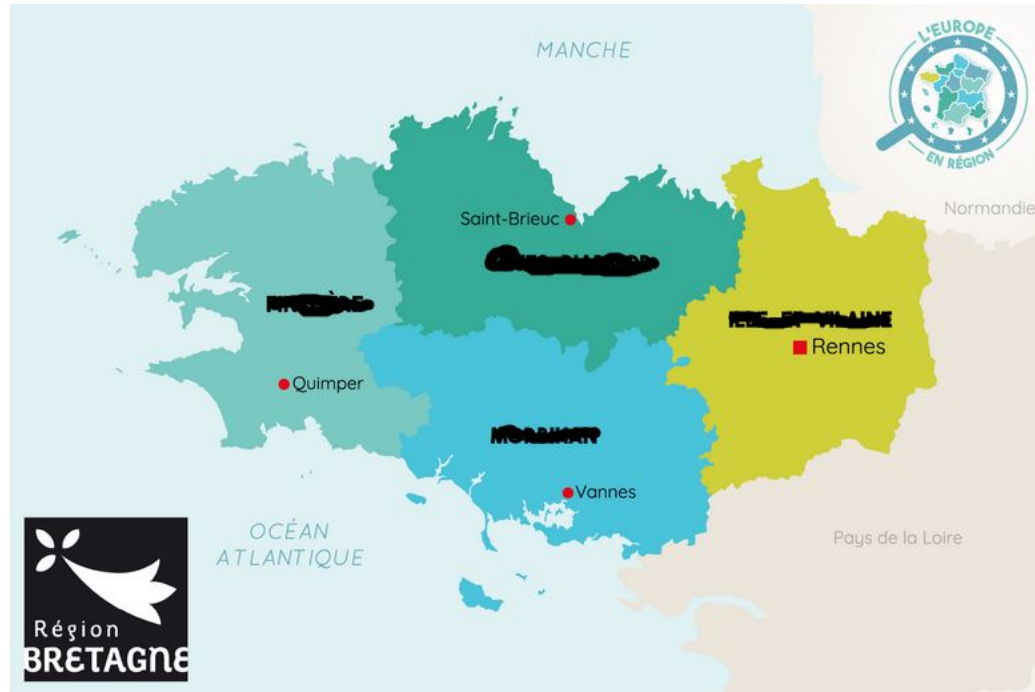 MANCHE
L'EUROPE
EN RÉGION
Normandie
Saint-Brieuc
Rennes
Quimper
Vannes
OCÉAN
ATLANTIQUE
Pays de la Loire
Région
BRETAGNE